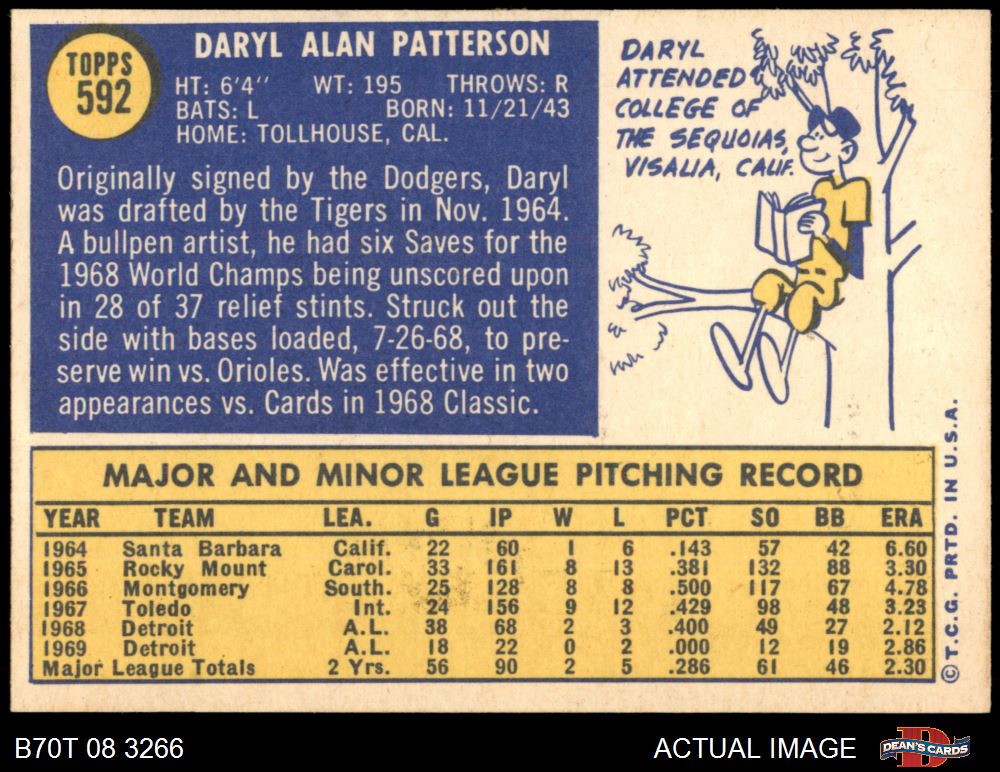 TOPPS
592
DARYL ALAN PATTERSON
HT: 6'4" WT: 195 THROWS: R
BATS: L BORN: 11/21/43
HOME: TOLLHOUSE, CAL.
Originally signed by the Dodgers, Daryl
was drafted by the Tigers in Nov. 1964.
A bullpen artist, he had six Saves for the
1968 World Champs being unscored upon
in 28 of 37 relief stints. Struck out the
side with bases loaded, 7-26-68, to pre-
serve win vs. Orioles. Was effective in two
appearances vs. Cards in 1968 Classic.
DARYL
ATTENDED
COLLEGE OF
THE SEQUOIAS,
VISALIA, CALIF.
MAJOR AND MINOR LEAGUE PITCHING RECORD
YEAR TEAM LEA. G IP W L PCT SO BB ERA
1964 Santa Barbara Calif. 22 60 1 6 .143 57 42 6.60
1965 Rocky Mount Carol. 33 161 8 13 .381 132 88 3.30
1966 Montgomery South. 25 128 8 8 .500 117 67 4.78
1967 Toledo Int. 24 156 9 12 .429 98 48 3.23
1968 Detroit A.L. 38 68 2 3 .400 49 27 2.12
1969 Detroit A.L. 18 22 0 2 .000 12 19 2.86
Major League Totals 2 Yrs. 56 90 2 5 .286 61 46 2.30
©T.C.G. PRTD. IN U.S.A.
B70T 08 3266
ACTUAL IMAGE
DEAN'S CARDS